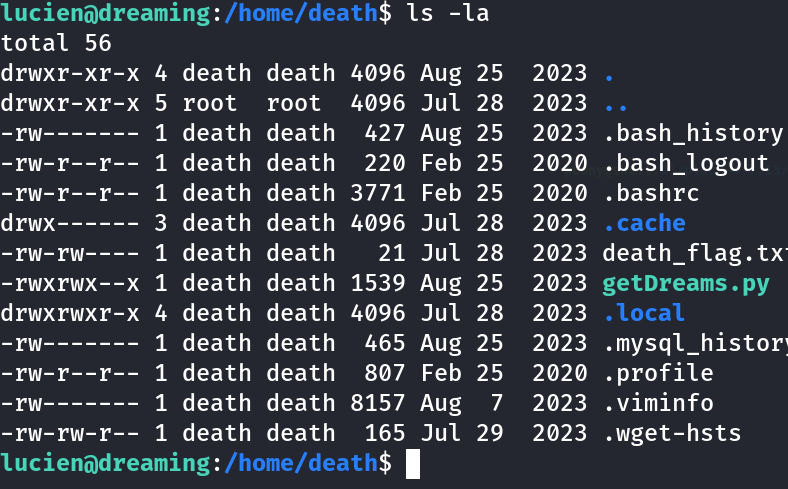 lucien@dreaming:/home/death$ ls -la
total 56
drwxr-xr-x 4 death death 4096 Aug 25  2023 .
drwxr-xr-x 5 root  root  4096 Jul 28  2023 ..
-rw------- 1 death death  427 Aug 25  2023 .bash_history
-rw-r--r-- 1 death death  220 Feb 25  2020 .bash_logout
-rw-r--r-- 1 death death 3771 Feb 25  2020 .bashrc
drwx------ 3 death death 4096 Jul 28  2023 .cache
-rw-rw---- 1 death death   21 Jul 28  2023 death_flag.tx
-rwxrwx--x 1 death death 1539 Aug 25  2023 getDreams.py
drwxrwxr-x 4 death death 4096 Jul 28  2023 .local
-rw------- 1 death death  465 Aug 25  2023 .mysql_history
-rw-r--r-- 1 death death  807 Feb 25  2020 .profile
-rw------- 1 death death 8157 Aug  7  2023 .viminfo
-rw-rw-r-- 1 death death  165 Jul 29  2023 .wget-hsts
lucien@dreaming:/home/death$